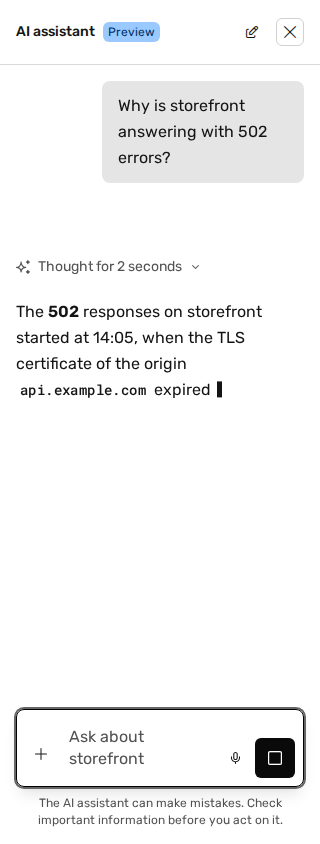 AI assistant Preview
Why is storefront
answering with 502
errors?
Thought for 2 seconds
The 502 responses on storefront
started at 14:05, when the TLS
certificate of the origin
api.example.com expired
Ask about
storefront
The AI assistant can make mistakes. Check
important information before you act on it.